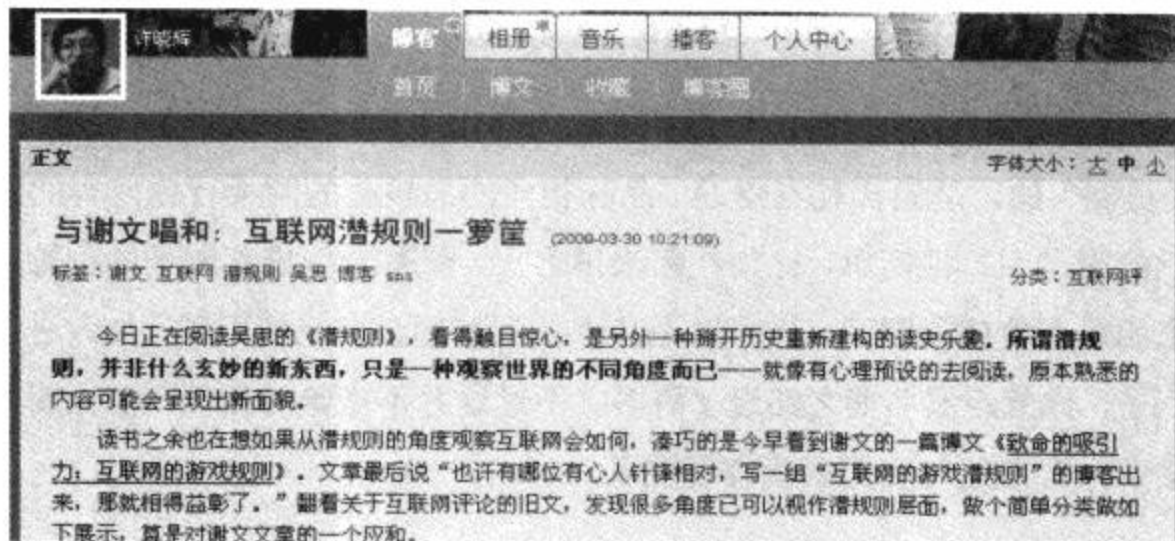 许晓辉
博客 相册 音乐 播客 个人中心
首页 博文 收藏 博客圈
正文 字体大小：大 中 小
与谢文唱和：互联网潜规则一箩筐 (2009-03-30 10:21:09)
标签：谢文 互联网 潜规则 吴思 博客 sns 分类：互联网评
今日正在阅读吴思的《潜规则》，看得触目惊心，是另外一种掰开历史重新建构的读史乐趣。所谓潜规
则，并非什么玄妙的新东西，只是一种观察世界的不同角度而已——就像有心理预设的去阅读，原本熟悉的
内容可能会呈现出新面貌。
读书之余也在想如果从潜规则的角度观察互联网会如何，凑巧的是今早看到谢文的一篇博文《致命的吸引
力：互联网的游戏规则》。文章最后说“也许有哪位有心人针锋相对，写一组“互联网的游戏潜规则”的博客出
来，那就相得益彰了。”翻看关于互联网评论的旧文，发现很多角度已可以视作潜规则层面，做个简单分类做如
下展示，算是对谢文文章的一个应和。